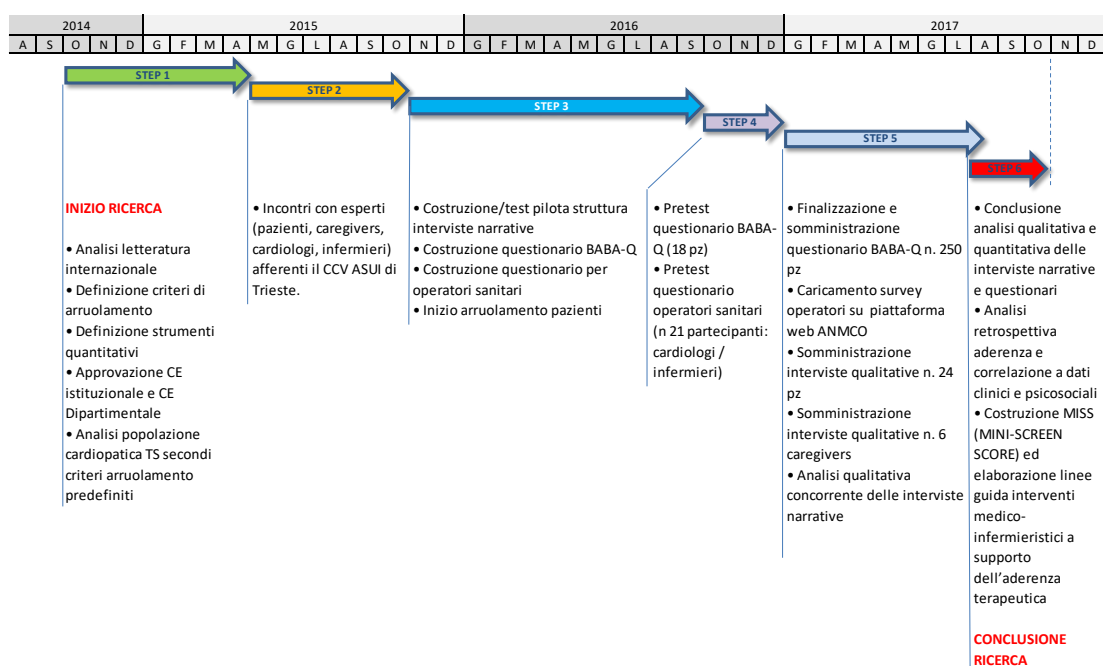 2014 2015 2016 2017
A S O N D G F M A M G L A S O N D G F M A M G L A S O N D G F M A M G L A S O N D
STEP 1
STEP 2
STEP 3
STEP 4
STEP 5
STEP 6
INIZIO RICERCA
• Analisi letteratura
internazionale
• Definizione criteri di
arruolamento
• Definizione strumenti
quantitativi
• Approvazione CE
istituzionale e CE
Dipartimentale
• Analisi popolazione
cardiopatica TS secondi
criteri arruolamento
predefiniti
• Incontri con esperti
(pazienti, caregivers,
cardiologi, infermieri)
afferenti il CCV ASUI di
Trieste.
• Costruzione/test pilota struttura
interviste narrative
• Costruzione questionario BABA-Q
• Costruzione questionario per
operatori sanitari
• Inizio arruolamento pazienti
• Pretest
questionario BABA-
Q (18 pz)
• Pretest
questionario
operatori sanitari
(n 21 partecipanti:
cardiologi /
infermieri)
• Finalizzazione e
somministrazione
questionario BABA-Q n. 250
pz
• Caricamento survey
operatori su piattaforma
web ANMCO
• Somministrazione
interviste qualitative n. 24
pz
• Somministrazione
interviste qualitative n. 6
caregivers
• Analisi qualitativa
concorrente delle interviste
narrative
• Conclusione
analisi qualitativa e
quantitativa delle
interviste narrative
e questionari
• Analisi
retrospettiva
aderenza e
correlazione a dati
clinici e psicosociali
• Costruzione MISS
(MINI-SCREEN
SCORE) ed
elaborazione linee
guida interventi
medico-
infermieristici a
supporto
dell’aderenza
terapeutica
CONCLUSIONE
RICERCA